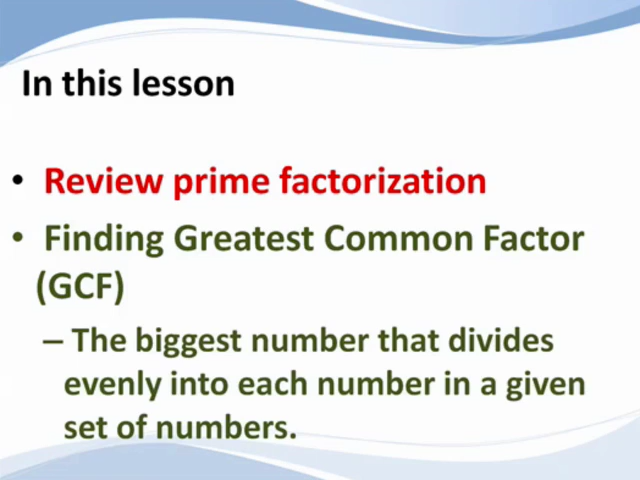 In this lesson
• Review prime factorization
• Finding Greatest Common Factor
(GCF)
– The biggest number that divides
evenly into each number in a given
set of numbers.